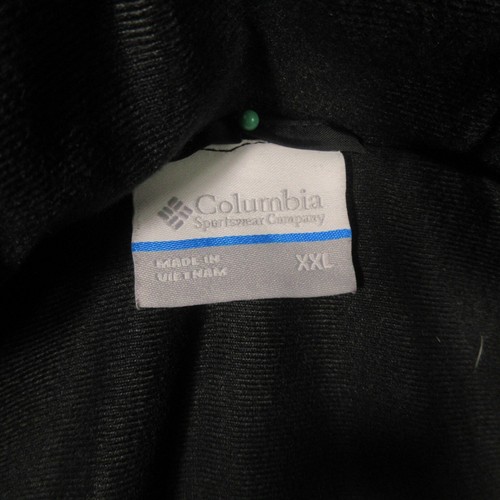 Columbia
Sportswear Company
MADE IN
VIETNAM
XXL